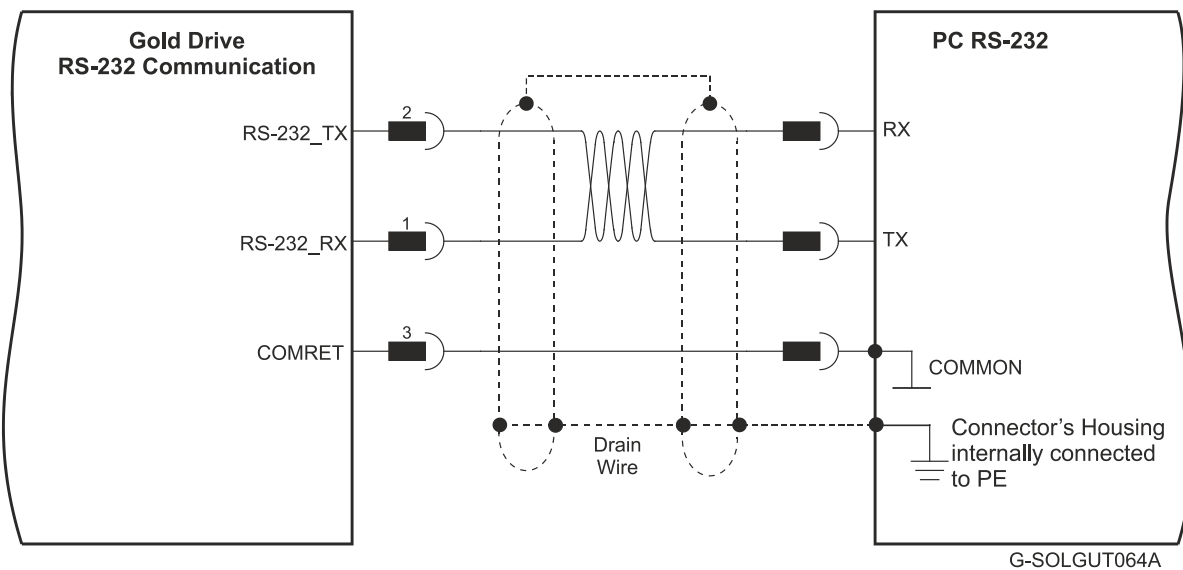 Gold Drive
RS-232 Communication
PC RS-232
2
RS-232_TX
RX
1
RS-232_RX
TX
3
COMRET
COMMON
Drain
Wire
Connector's Housing
internally connected
to PE
G-SOLGUT064A